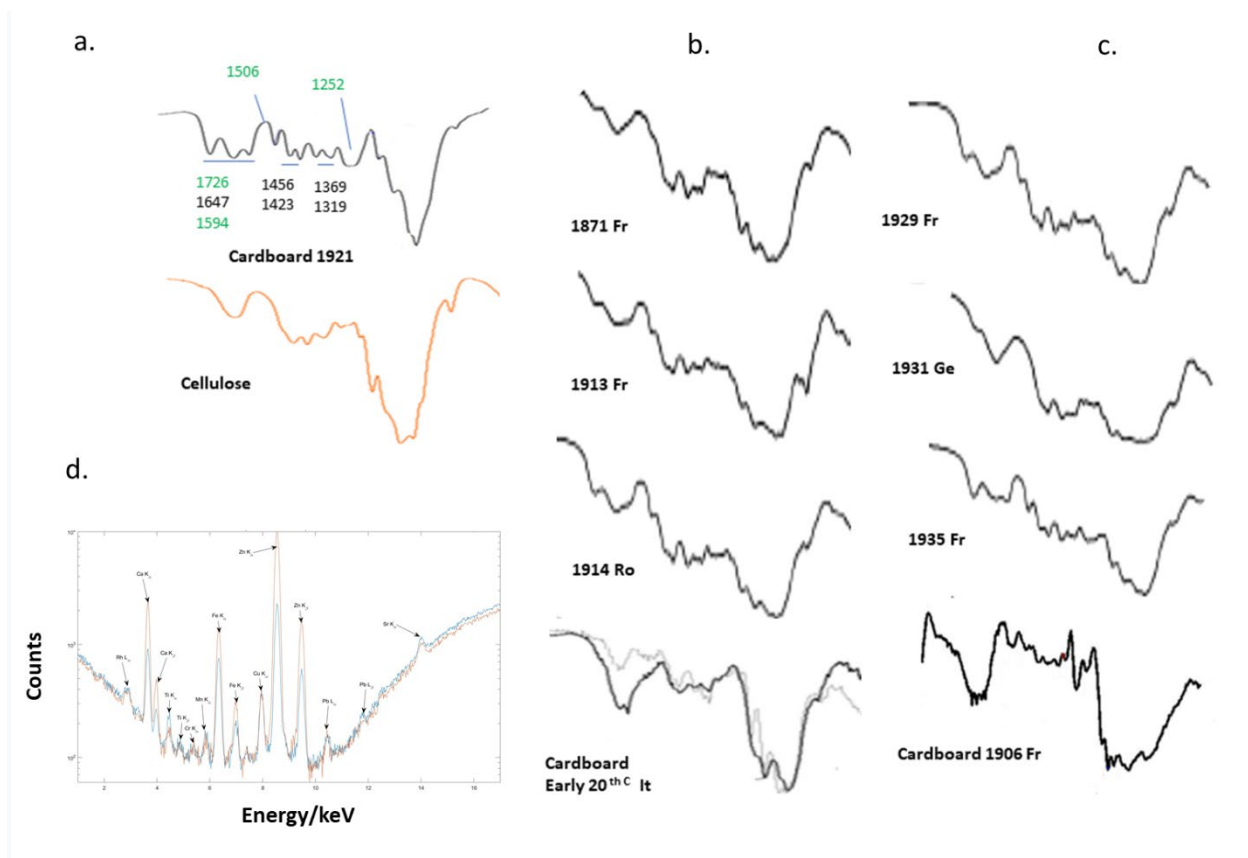 a.
1506
1252
1726
1647
1594
1456
1423
1369
1319
Cardboard 1921
Cellulose
b.
1871 Fr
1913 Fr
1914 Ro
Cardboard
Early 20th C It
c.
1929 Fr
1931 Ge
1935 Fr
Cardboard 1906 Fr
d.
Counts
10⁴
10³
10²
Rh Lα
Ca Kα
Ca Kβ
Ti Kα
Ti Kβ
Cr Kα
Mn Kα
Fe Kα
Fe Kβ
Cu Kα
Zn Kα
Zn Kβ
Pb Lα
Pb Lβ
Sr Kα
2 4 6 8 10 12 14 16
Energy/keV